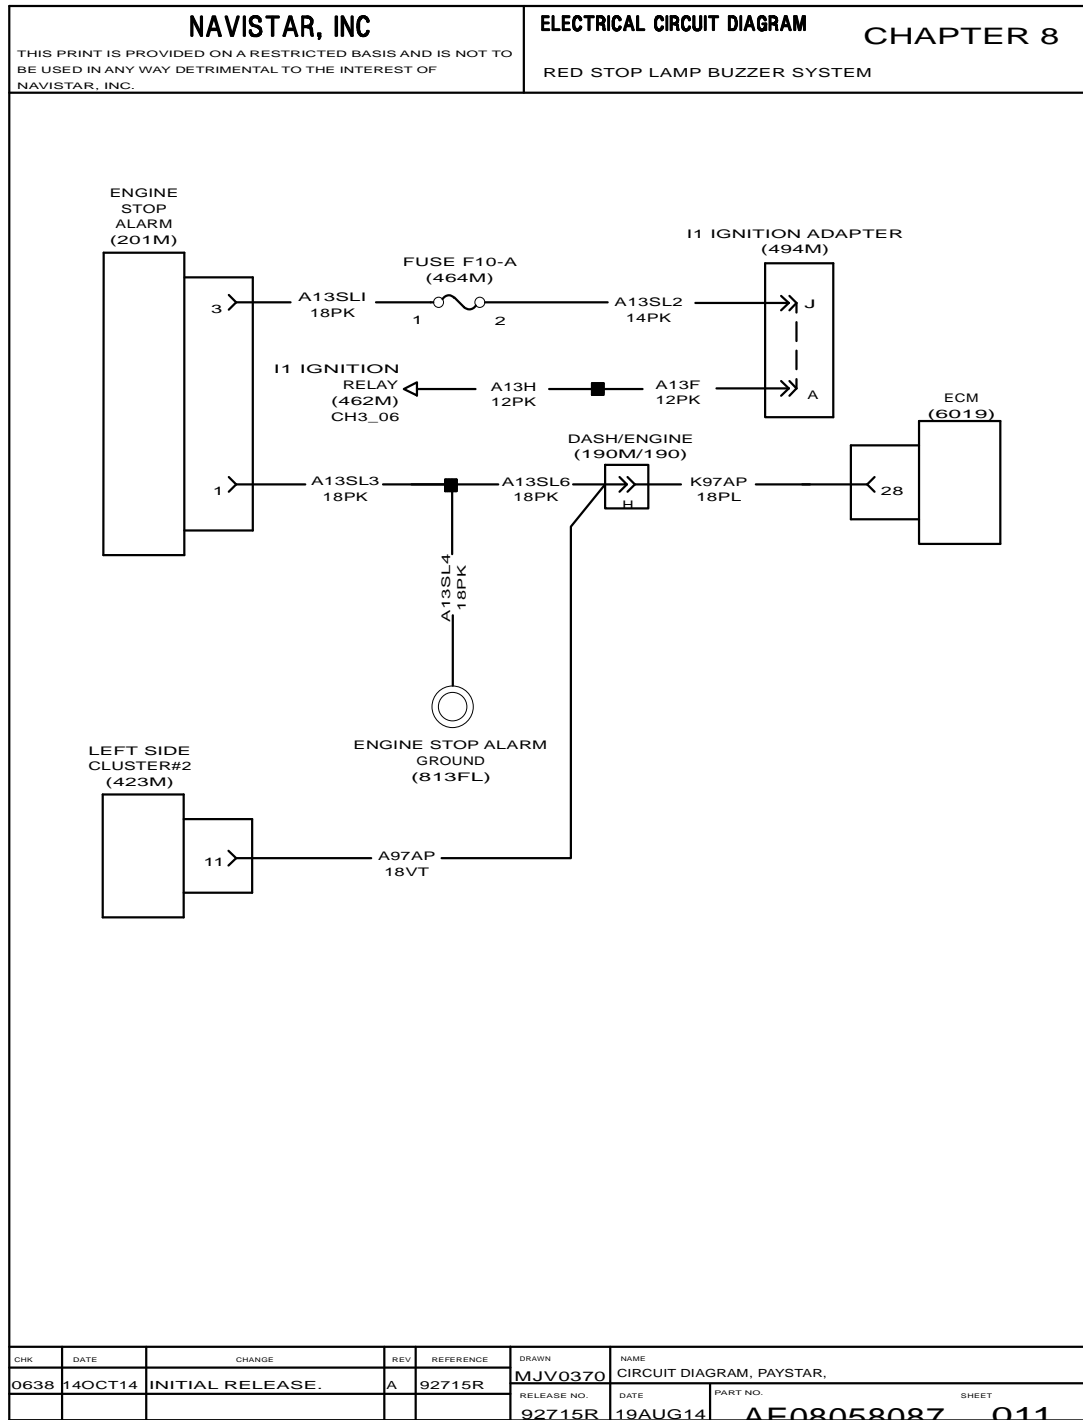 NAVISTAR, INC
THIS PRINT IS PROVIDED ON A RESTRICTED BASIS AND IS NOT TO
BE USED IN ANY WAY DETRIMENTAL TO THE INTEREST OF
NAVISTAR, INC.
ELECTRICAL CIRCUIT DIAGRAM
CHAPTER 8
RED STOP LAMP BUZZER SYSTEM
ENGINE
STOP
ALARM
(201M)
3
A13SLI
18PK
FUSE F10-A
(464M)
1
2
A13SL2
14PK
I1 IGNITION ADAPTER
(494M)
J
A
I1 IGNITION
RELAY
(462M)
CH3_06
A13H
12PK
A13F
12PK
ECM
(6019)
28
DASH/ENGINE
(190M/190)
H
1
A13SL3
18PK
A13SL6
18PK
K97AP
18PL
A13SL4
18PK
ENGINE STOP ALARM
GROUND
(813FL)
LEFT SIDE
CLUSTER#2
(423M)
11
A97AP
18VT
CHK DATE CHANGE REV REFERENCE
0638 14OCT14 INITIAL RELEASE. A 92715R
DRAWN
MJV0370
NAME
CIRCUIT DIAGRAM, PAYSTAR,
RELEASE NO.
92715R
DATE
19AUG14
PART NO.
AE08058087
SHEET
011